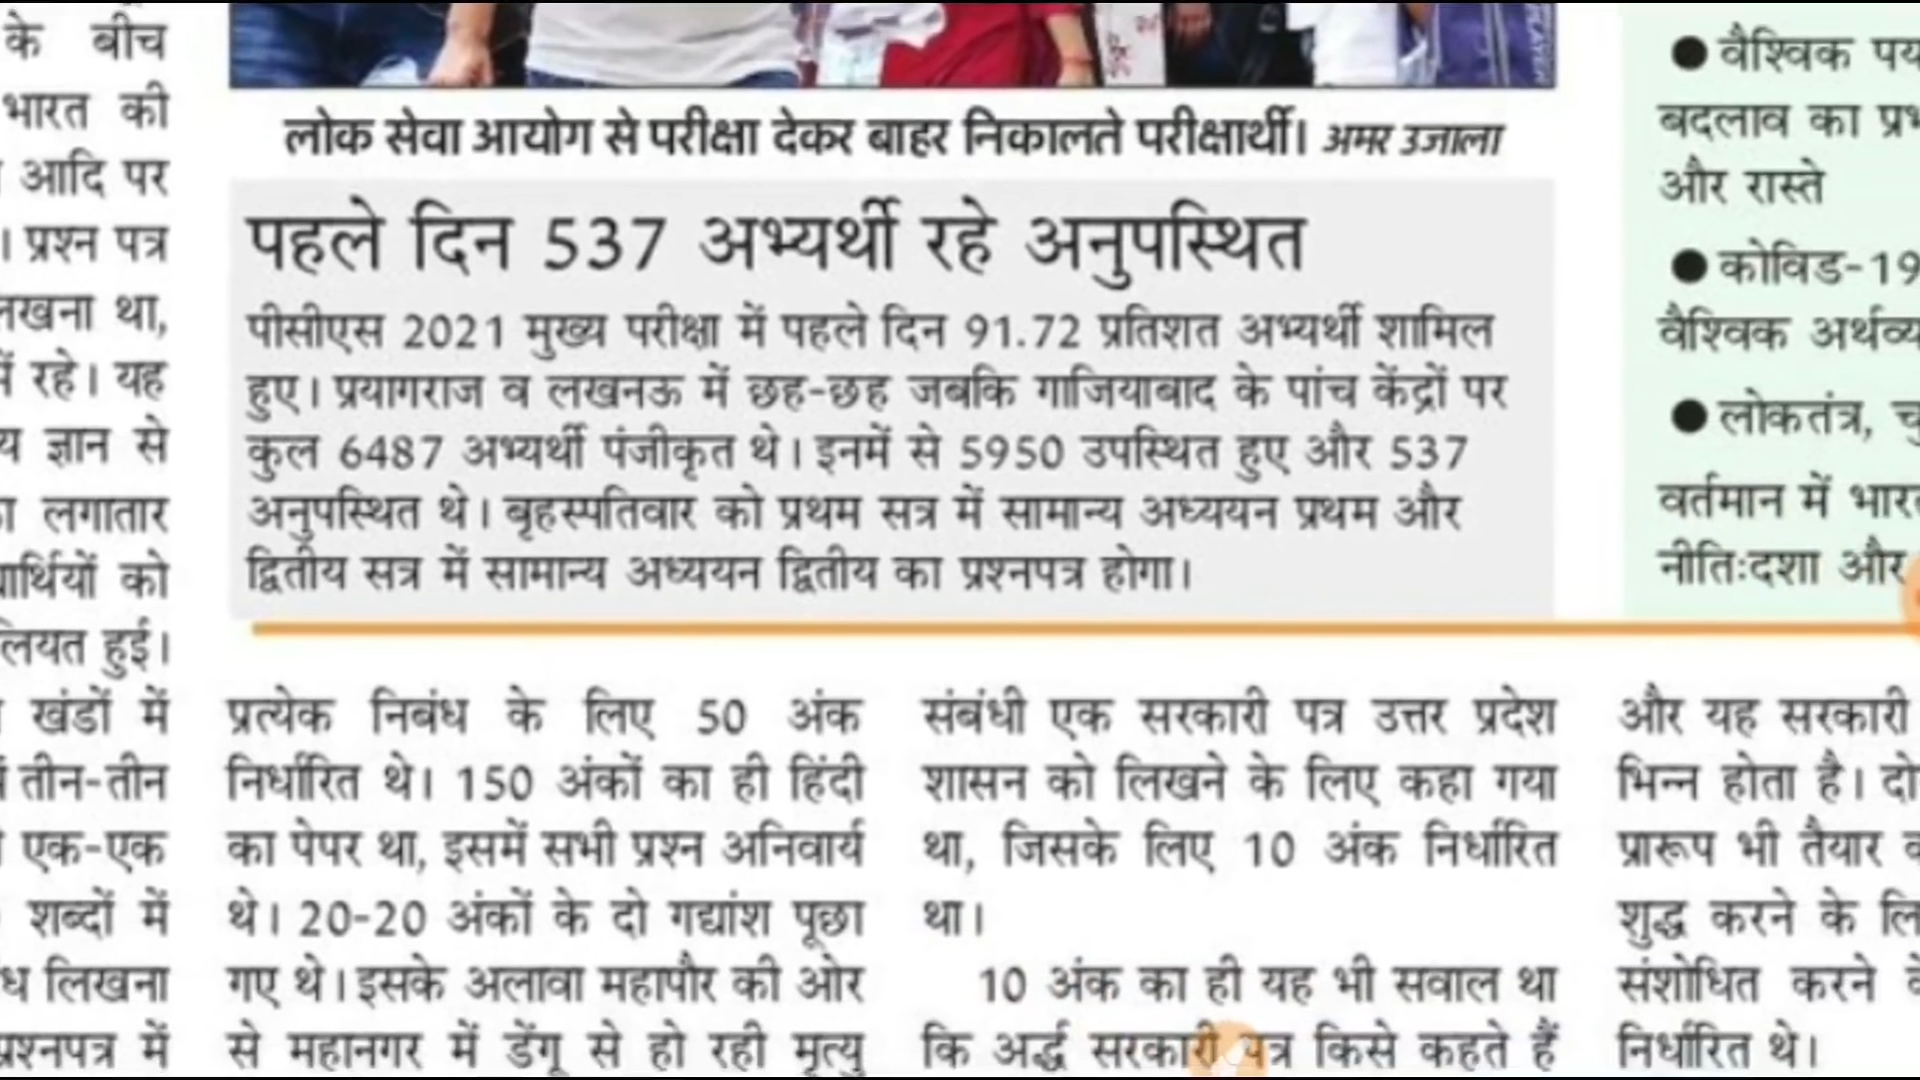 के बीच
भारत की
आदि पर
। प्रश्न पत्र
था,
रहे। यह
ज्ञान से
लगातार
को
हुई।
खंडों में
तीन-तीन
एक-एक
शब्दों में
लिखना
में
लोक सेवा आयोग से परीक्षा देकर बाहर निकालते परीक्षार्थी। अमर उजाला
पहले दिन 537 अभ्यर्थी रहे अनुपस्थित
पीसीएस 2021 मुख्य परीक्षा में पहले दिन 91.72 प्रतिशत अभ्यर्थी शामिल
हुए। प्रयागराज व लखनऊ में छह-छह जबकि गाजियाबाद के पांच केंद्रों पर
कुल 6487 अभ्यर्थी पंजीकृत थे। इनमें से 5950 उपस्थित हुए और 537
अनुपस्थित थे। बृहस्पतिवार को प्रथम सत्र में सामान्य अध्ययन प्रथम और
द्वितीय सत्र में सामान्य अध्ययन द्वितीय का प्रश्नपत्र होगा।
प्रत्येक निबंध के लिए 50 अंक
निर्धारित थे। 150 अंकों का ही हिंदी
का पेपर था, इसमें सभी प्रश्न अनिवार्य
थे। 20-20 अंकों के दो गद्यांश पूछा
गए थे। इसके अलावा महापौर की ओर
से महानगर में डेंगू से हो रही मृत्यु
संबंधी एक सरकारी पत्र उत्तर प्रदेश
शासन को लिखने के लिए कहा गया
था, जिसके लिए 10 अंक निर्धारित
था।
10 अंक का ही यह भी सवाल था
कि अर्द्ध सरकारी पत्र किसे कहते हैं
● वैश्विक
बदलाव का
और रास्ते
● कोविड-19
वैश्विक
● लोकतंत्र,
वर्तमान में
नीतिःदशा और
और यह सरकारी
भिन्न होता है। दो
प्रारूप भी तैयार
शुद्ध करने के
संशोधित करने
निर्धारित थे।